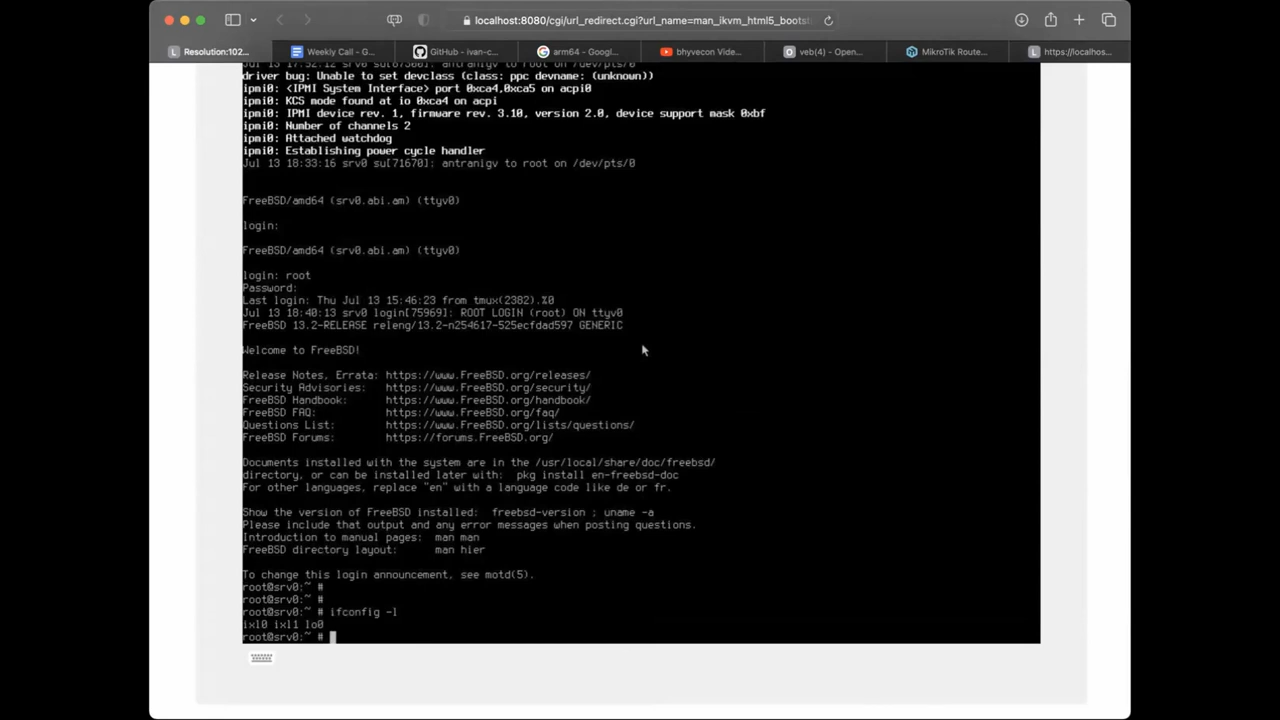 localhost:8080/cgi/url_redirect.cgi?url_name=man_ikvm_html5_boots
Resolution:102...
Weekly Call - G...
GitHub - ivan-c...
arm64 - Googl...
bhyvecon Vide...
veb(4) - Open...
MikroTik Route...
https://localhos...
driver bug: Unable to set devclass (class: ppc devname: (unknown))
ipmi0: <IPMI System Interface> port 0xca4,0xca5 on acpi0
ipmi0: KCS mode found at io 0xca4 on acpi
ipmi0: IPMI device rev. 1, firmware rev. 3.10, version 2.0, device support mask 0xbf
ipmi0: Number of channels 2
ipmi0: Attached watchdog
ipmi0: Establishing power cycle handler
Jul 13 18:33:16 srv0 su[71670]: antranigv to root on /dev/pts/0
FreeBSD/amd64 (srv0.abi.am) (ttyv0)
login:
FreeBSD/amd64 (srv0.abi.am) (ttyv0)
login: root
Password:
Last login: Thu Jul 13 15:46:23 from tmux(2382).%0
Jul 13 18:40:13 srv0 login[75969]: ROOT LOGIN (root) ON ttyv0
FreeBSD 13.2-RELEASE releng/13.2-n254617-525ecfdad597 GENERIC
Welcome to FreeBSD!
Release Notes, Errata: https://www.FreeBSD.org/releases/
Security Advisories: https://www.FreeBSD.org/security/
FreeBSD Handbook: https://www.FreeBSD.org/handbook/
FreeBSD FAQ: https://www.FreeBSD.org/faq/
Questions List: https://www.FreeBSD.org/lists/questions/
FreeBSD Forums: https://forums.FreeBSD.org/
Documents installed with the system are in the /usr/local/share/doc/freebsd/
directory, or can be installed later with: pkg install en-freebsd-doc
For other languages, replace "en" with a language code like de or fr.
Show the version of FreeBSD installed: freebsd-version ; uname -a
Please include that output and any error messages when posting questions.
Introduction to manual pages: man man
FreeBSD directory layout: man hier
To change this login announcement, see motd(5).
root@srv0:~ #
root@srv0:~ #
root@srv0:~ # ifconfig -l
ixl0 ixl1 lo0
root@srv0:~ #